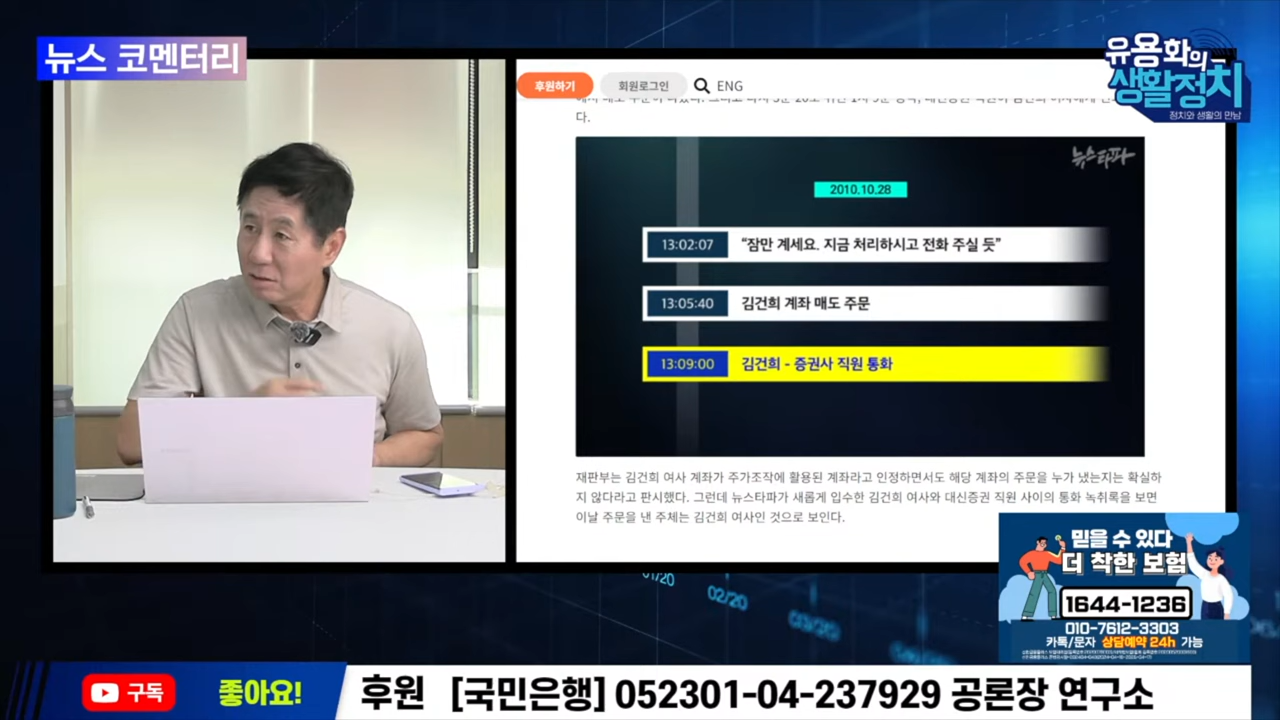 뉴스 코멘터리
유용화의
생활정치
정치와 생활의 만남
후원하기
회원로그인
ENG
다.
뉴스타파
2010.10.28
13:02:07 “잠만 계세요. 지금 처리하시고 전화 주실 듯”
13:05:40 김건희 계좌 매도 주문
13:09:00 김건희 - 증권사 직원 통화
재판부는 김건희 여사 계좌가 주가조작에 활용된 계좌라고 인정하면서도 해당 계좌의 주문을 누가 냈는지는 확실하
지 않다라고 판시했다. 그런데 뉴스타파가 새롭게 입수한 김건희 여사와 대신증권 직원 사이의 통화 녹취록을 보면
이날 주문을 낸 주체는 김건희 여사인 것으로 보인다.
믿을 수 있다
더 착한 보험
1644-1236
010-7612-3303
카톡/문자 상담예약 24h 가능
01/20
02/20
03/20
구독
좋아요!
후원 [국민은행] 052301-04-237929 공론장 연구소